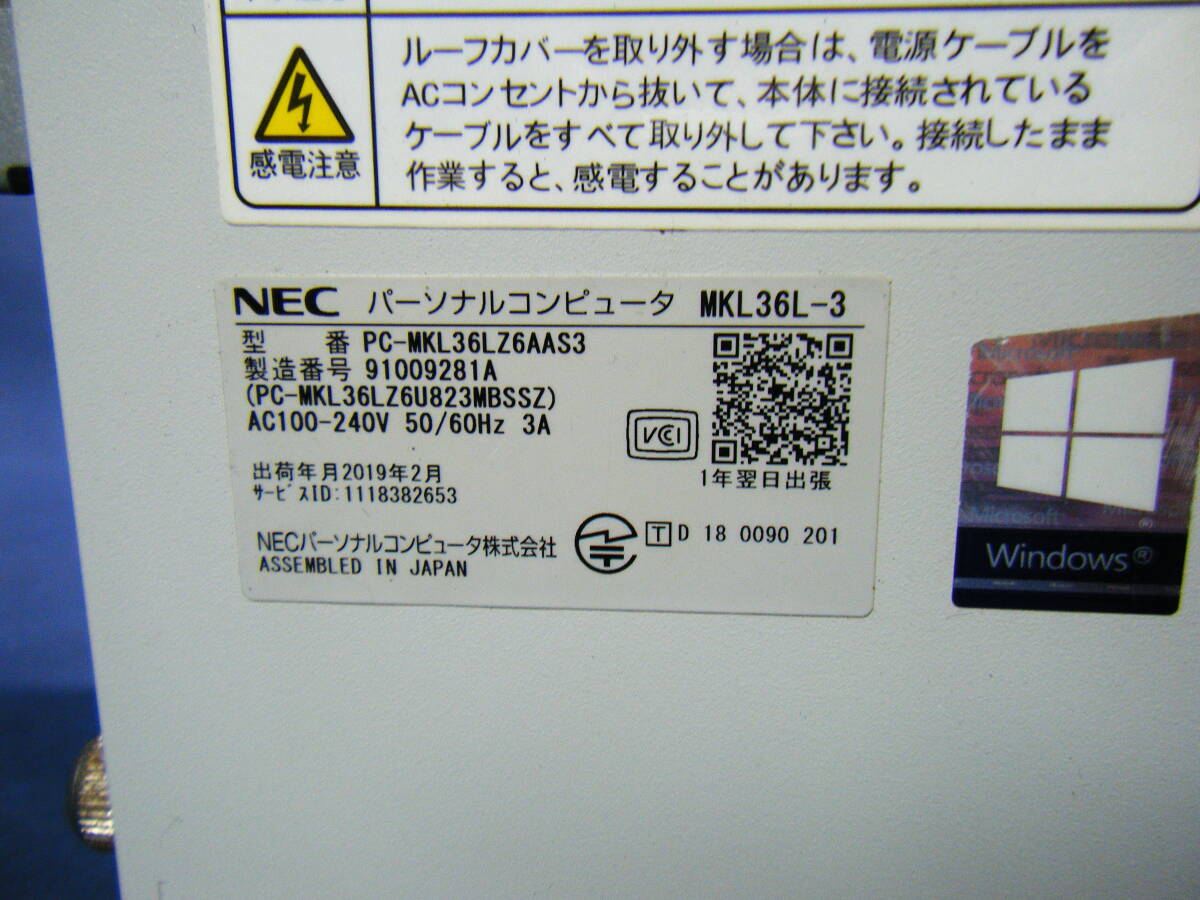 ルーフカバーを取り外す場合は、電源ケーブルを
ACコンセントから抜いて、本体に接続されている
ケーブルをすべて取り外して下さい。接続したまま
作業すると、感電することがあります。
感電注意
NEC パーソナルコンピュータ MKL36L-3
型 番 PC-MKL36LZ6AAS3
製造番号 91009281A
(PC-MKL36LZ6U823MBSSZ)
AC100-240V 50/60Hz 3A
VCI
1年翌日出張
出荷年月2019年2月
サービスID:1118382653
NECパーソナルコンピュータ株式会社
T D 18 0090 201
ASSEMBLED IN JAPAN
Microsoft
Microsoft
Windows®